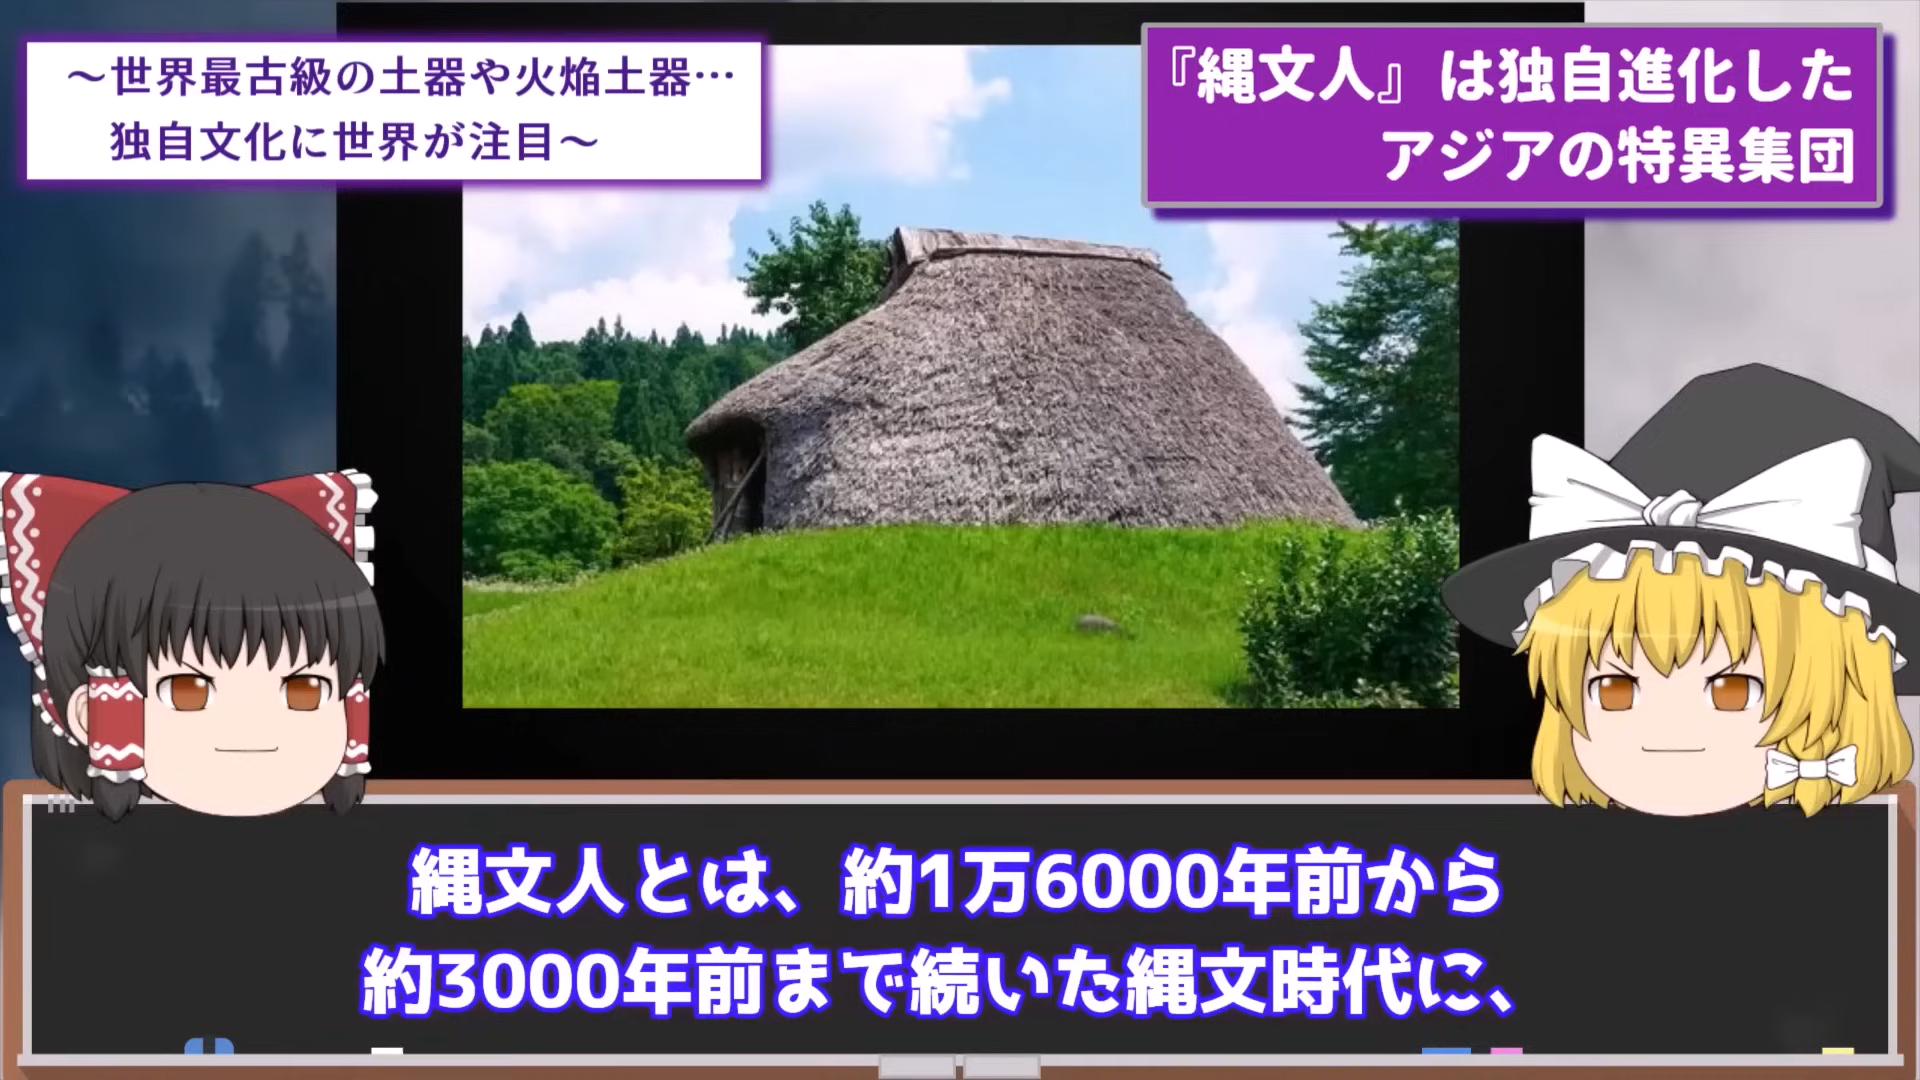 ～世界最古級の土器や火焔土器…
独自文化に世界が注目～
『縄文人』は独自進化した
アジアの特異集団
縄文人とは、約1万6000年前から
約3000年前まで続いた縄文時代に、